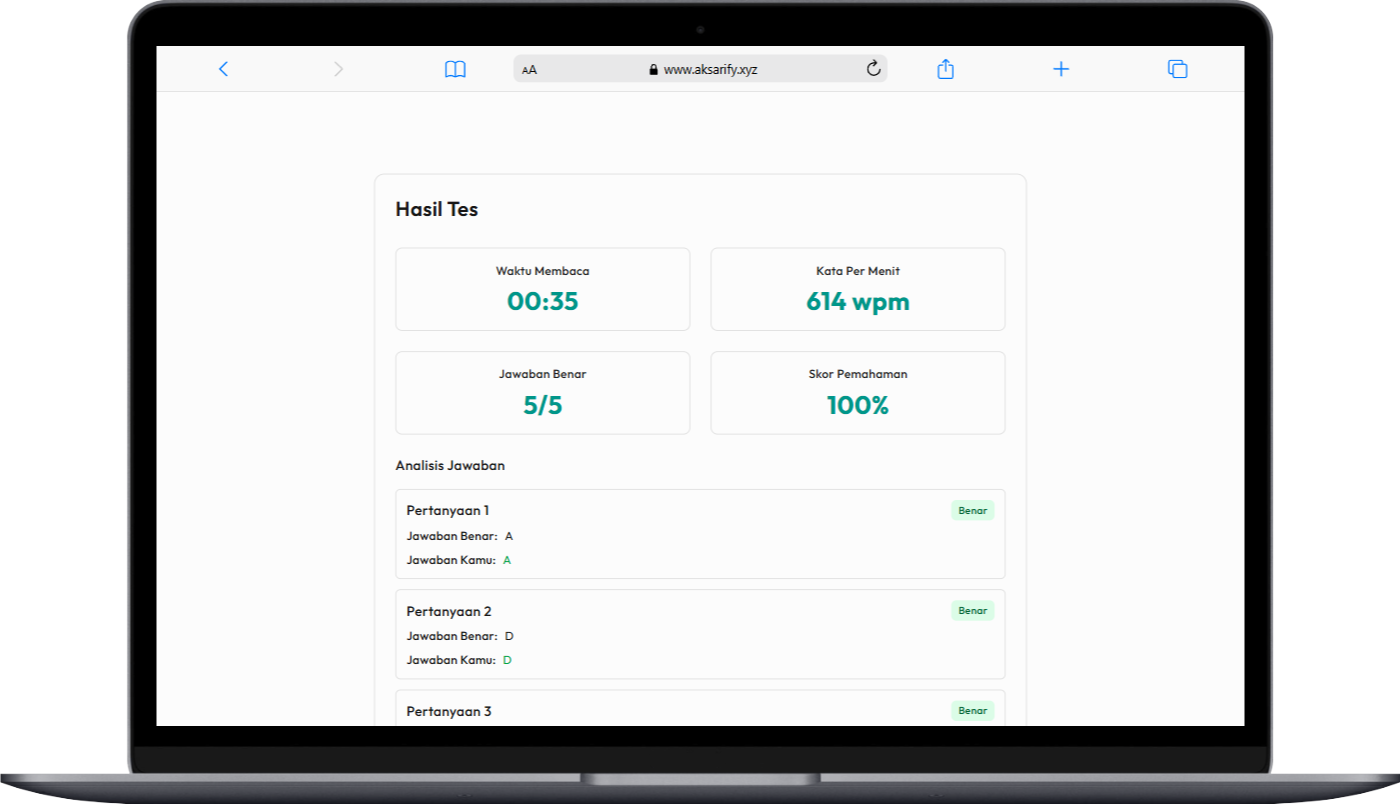 AA
www.aksarify.xyz
Hasil Tes
Waktu Membaca
00:35
Kata Per Menit
614 wpm
Jawaban Benar
5/5
Skor Pemahaman
100%
Analisis Jawaban
Pertanyaan 1
Benar
Jawaban Benar: A
Jawaban Kamu: A
Pertanyaan 2
Benar
Jawaban Benar: D
Jawaban Kamu: D
Pertanyaan 3
Benar